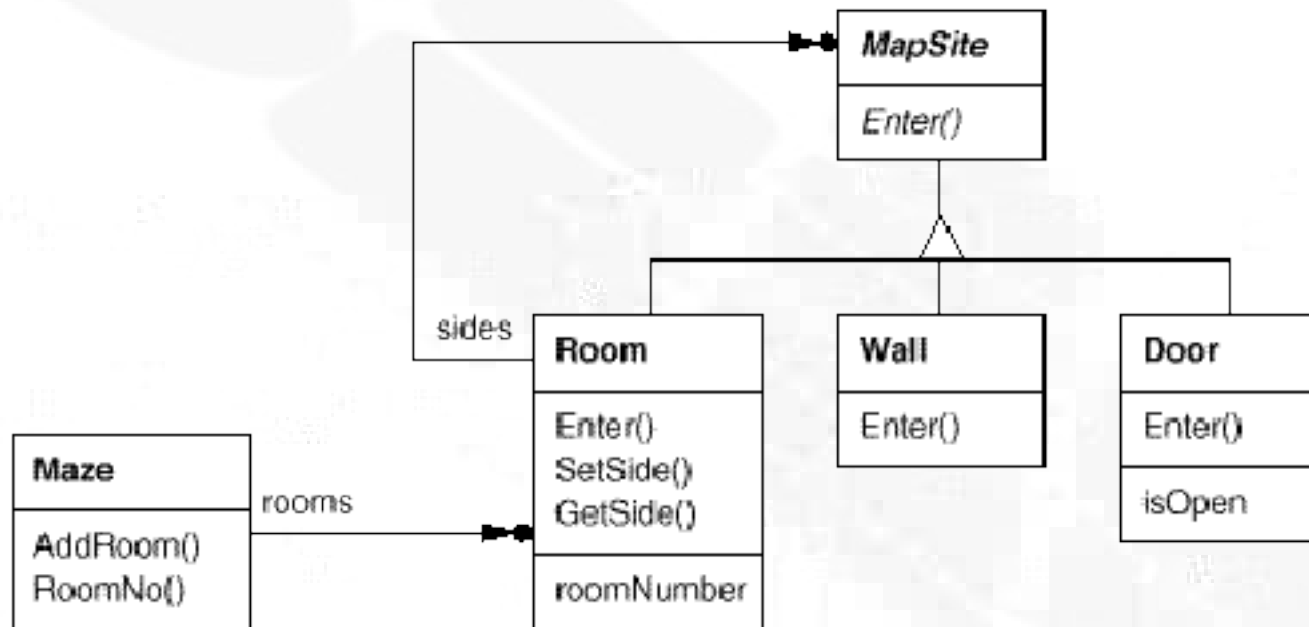 MapSite
Enter()
sides
Room
Enter()
SetSide()
GetSide()
roomNumber
Wall
Enter()
Door
Enter()
isOpen
Maze
AddRoom()
RoomNo()
rooms